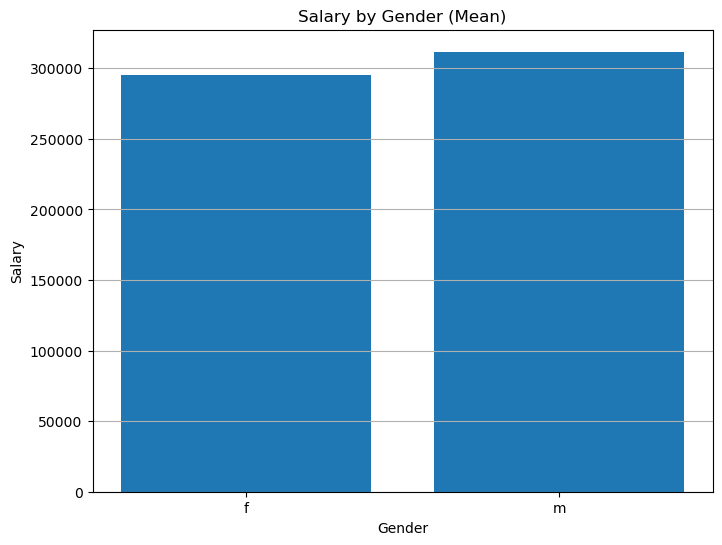 Salary by Gender (Mean)
300000
250000
200000
150000
100000
50000
0
Salary
f
m
Gender